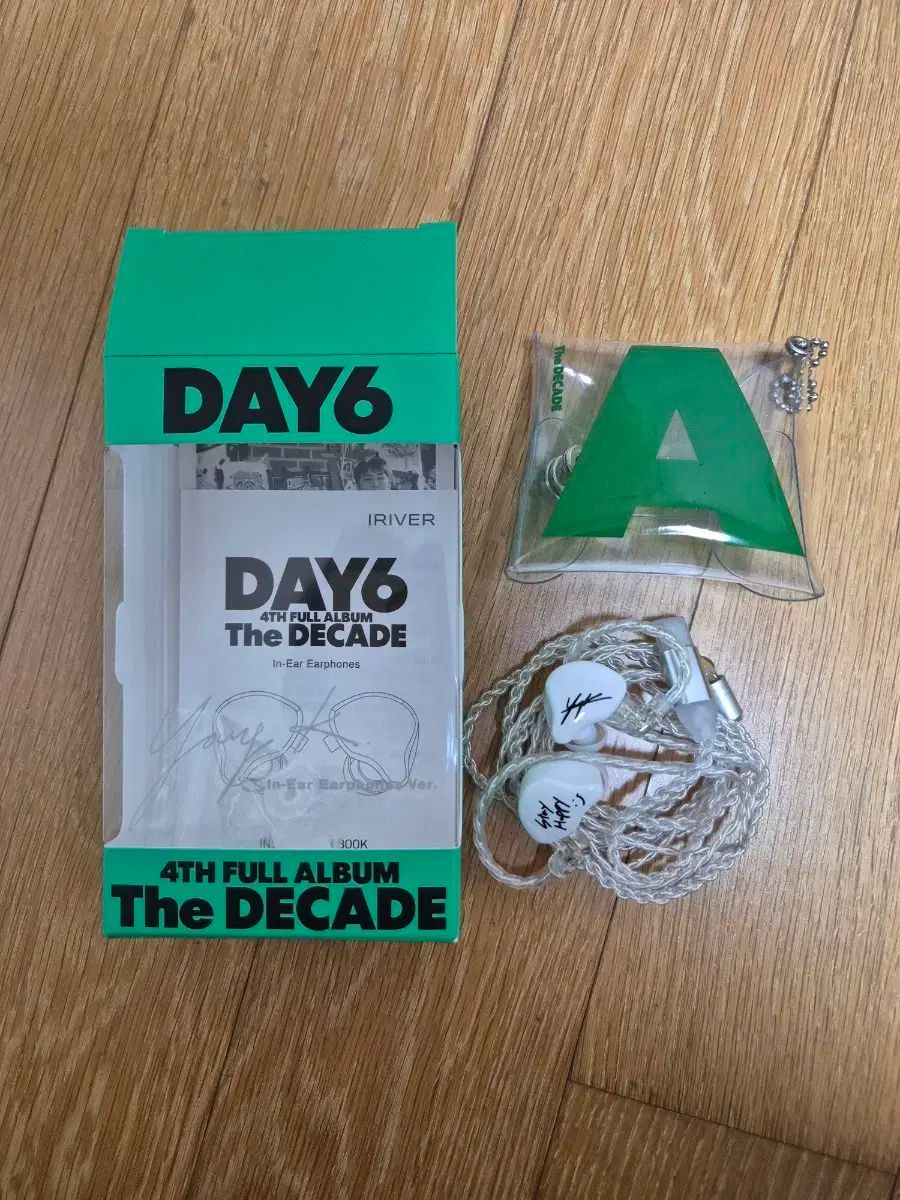 DAY6
IRIVER
DAY6
4TH FULL ALBUM
The DECADE
In-Ear Earphones
Young K.
In-Ear Earphones Ver.
4TH FULL ALBUM
The DECADE
The DECADE
A